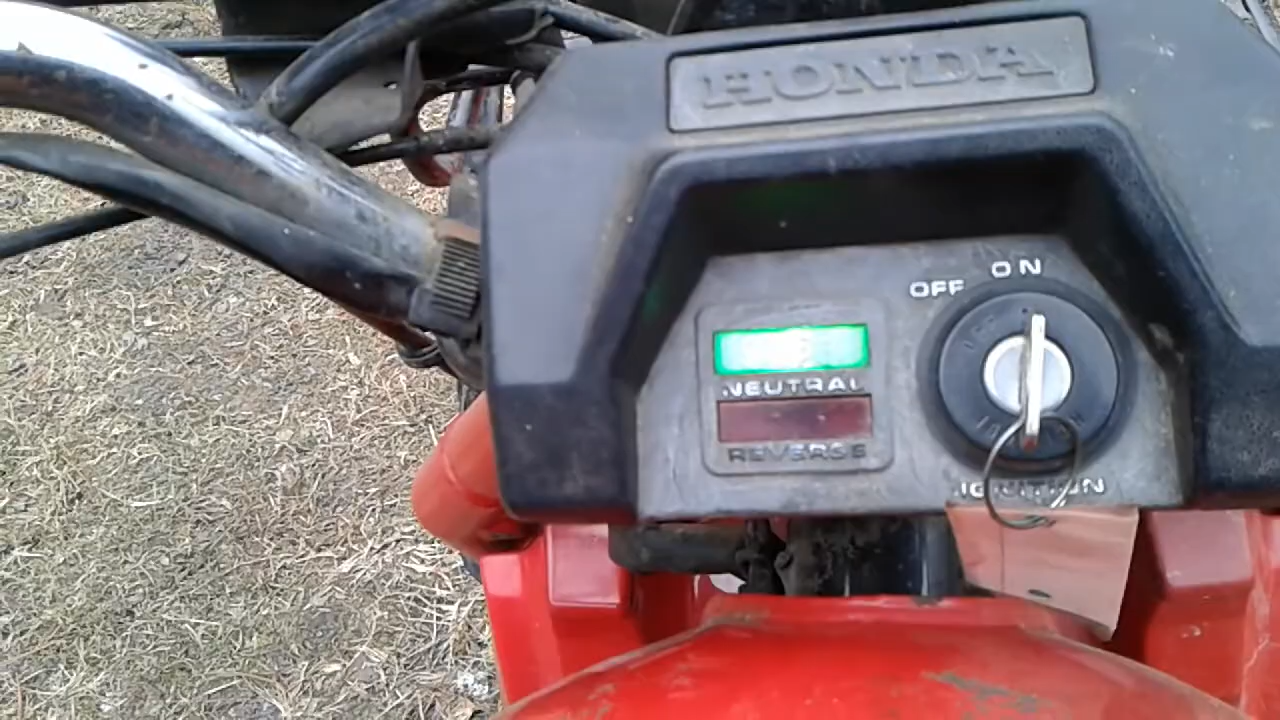 HONDA
ON
OFF
NEUTRAL
REVERSE
IGNITION